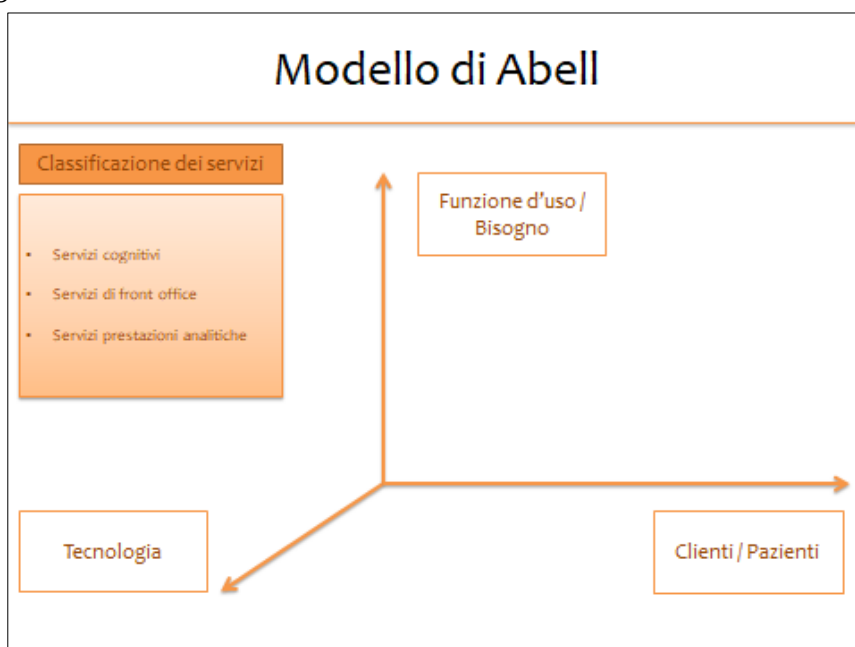 Modello di Abell
Classificazione dei servizi
Funzione d'uso /
Bisogno
• Servizi cognitivi
• Servizi di front office
• Servizi prestazioni analitiche
Tecnologia
Clienti / Pazienti